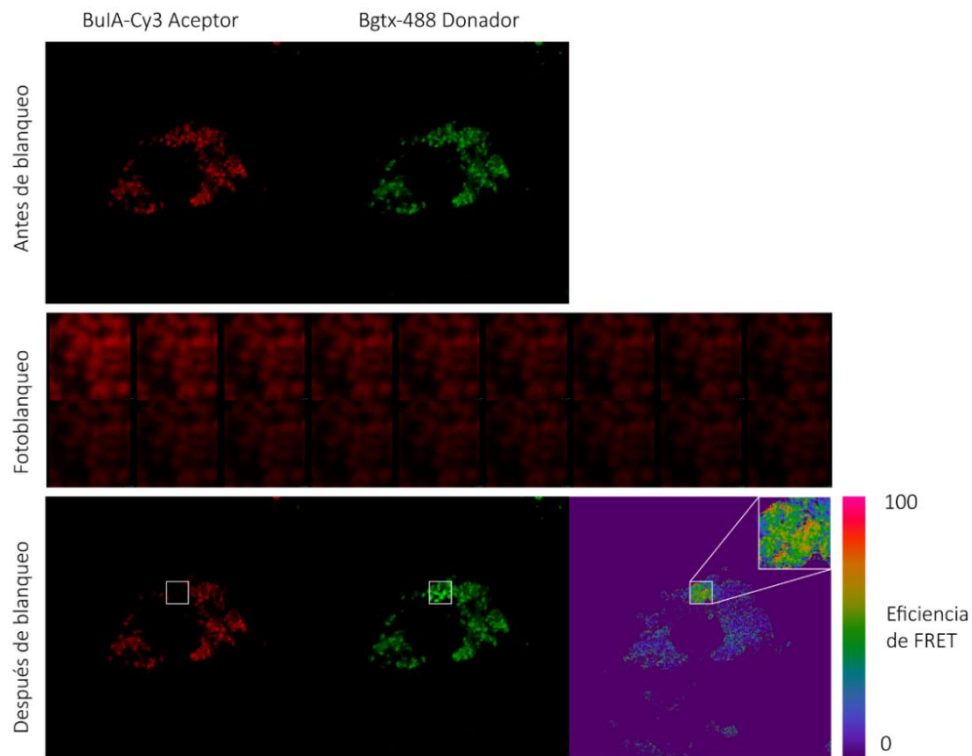 BuIA-Cy3 Aceptor
Bgtx-488 Donador
Antes de blanqueo
Fotoblanqueo
Después de blanqueo
100
Eficiencia
de FRET
0